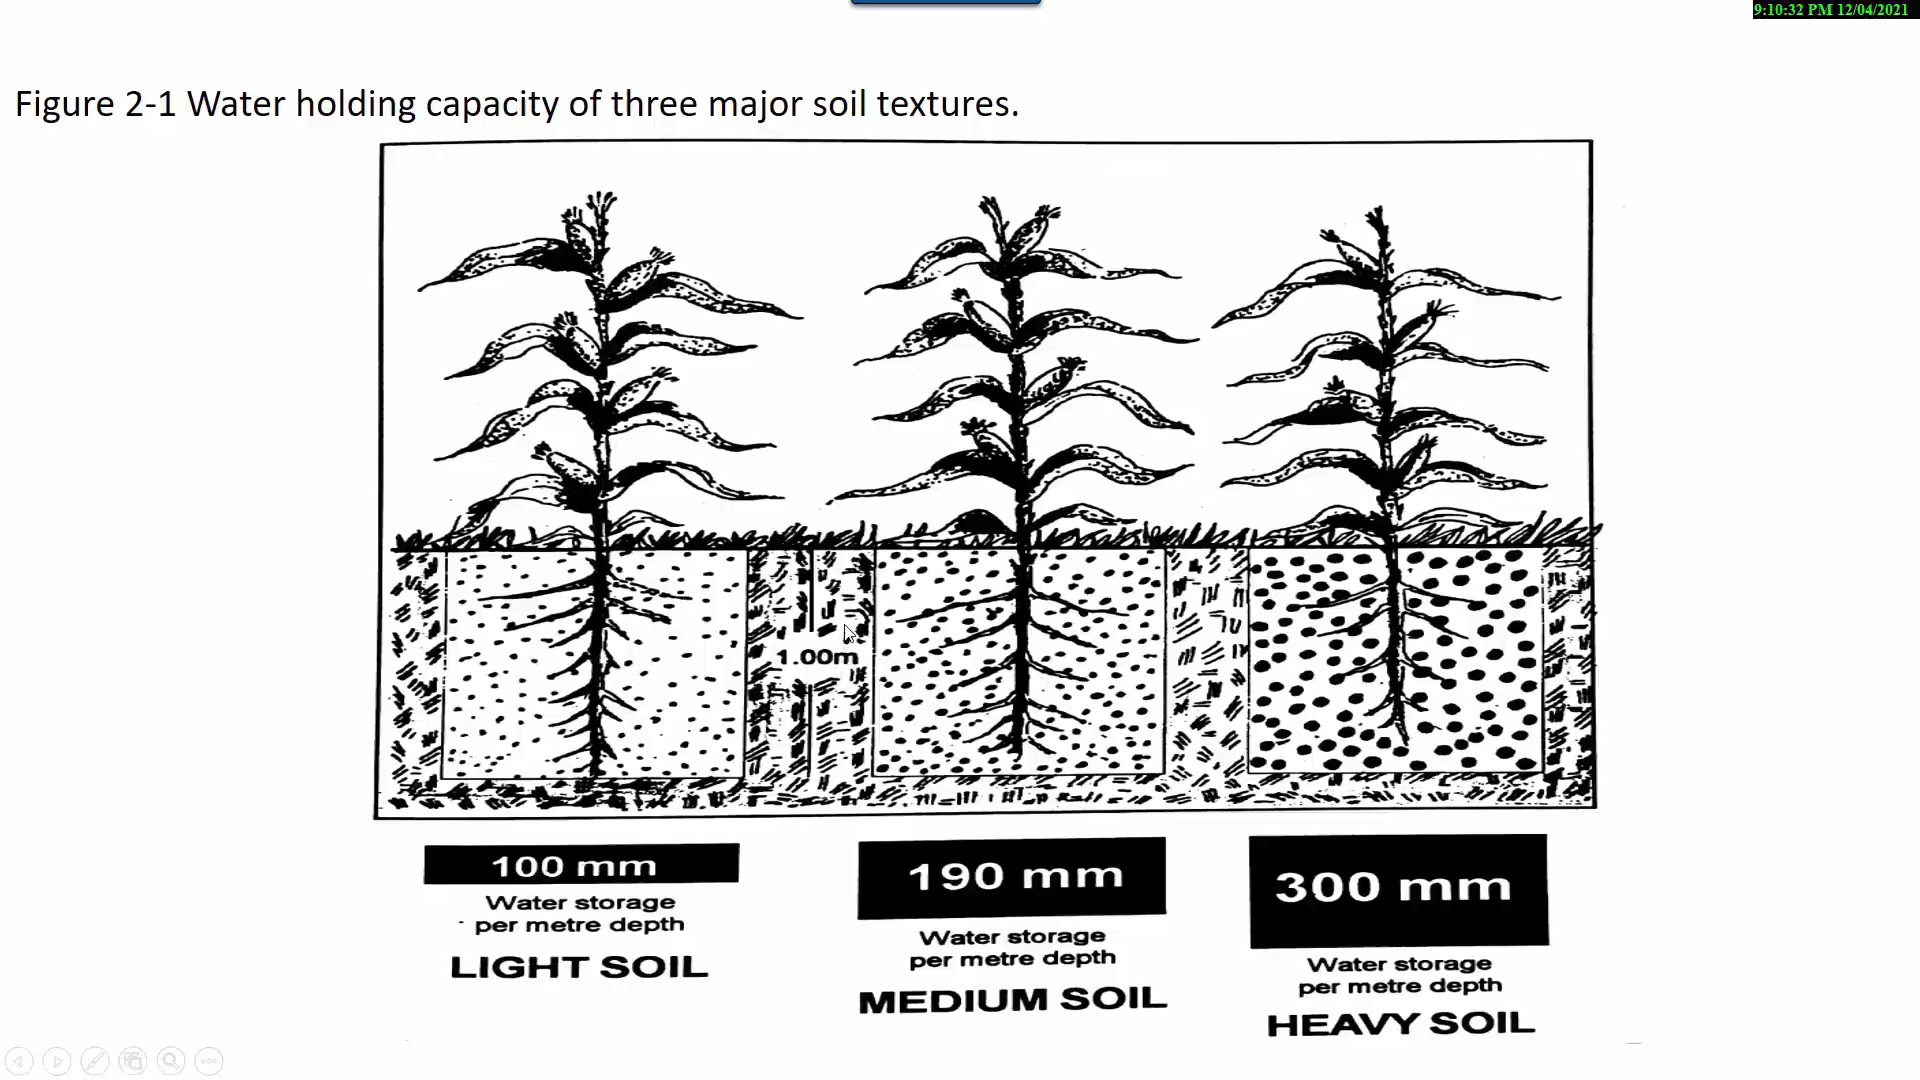 9:10:32 PM 12/04/2021
Figure 2-1 Water holding capacity of three major soil textures.
1.00m
100 mm
Water storage
per metre depth
LIGHT SOIL
190 mm
Water storage
per metre depth
MEDIUM SOIL
300 mm
Water storage
per metre depth
HEAVY SOIL